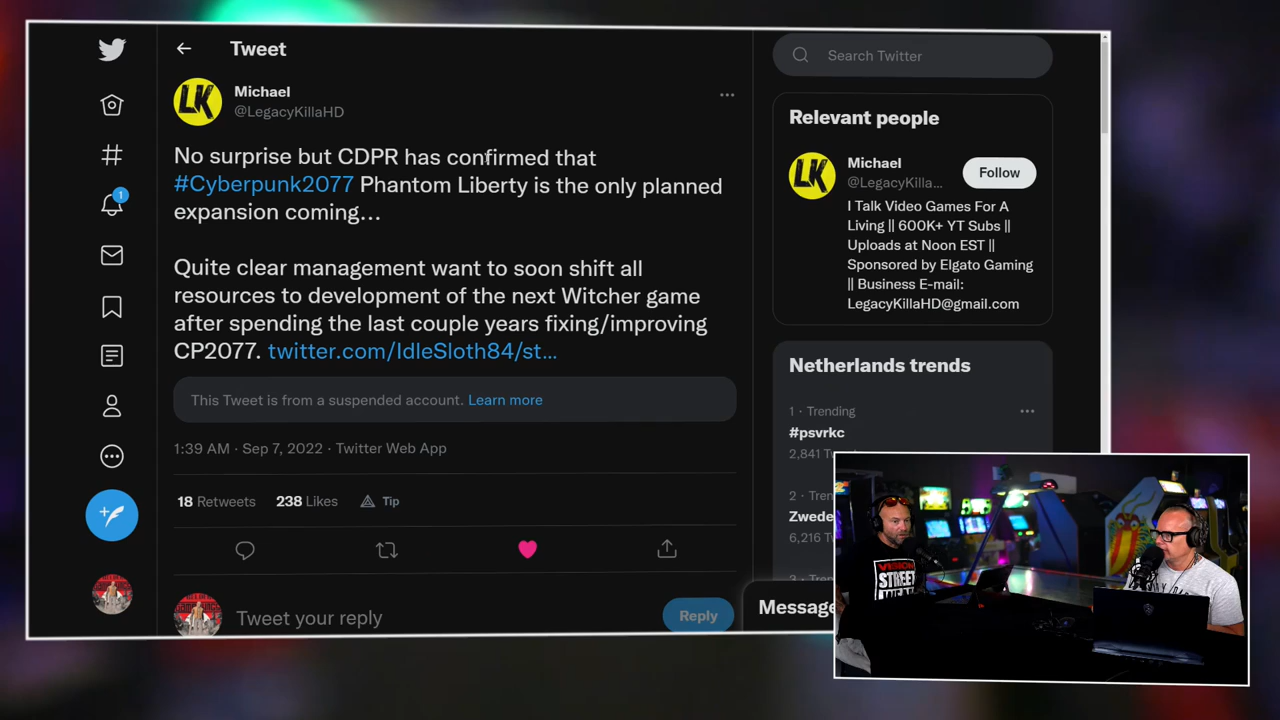 Tweet
LK
Michael
@LegacyKillaHD
No surprise but CDPR has confirmed that
#Cyberpunk2077 Phantom Liberty is the only planned
expansion coming…
Quite clear management want to soon shift all
resources to development of the next Witcher game
after spending the last couple years fixing/improving
CP2077. twitter.com/IdleSloth84/st…
This Tweet is from a suspended account. Learn more
1:39 AM · Sep 7, 2022 · Twitter Web App
18 Retweets 238 Likes Tip
Tweet your reply
Reply
1
Search Twitter
Relevant people
LK
Michael
@LegacyKilla...
Follow
I Talk Video Games For A
Living || 600K+ YT Subs ||
Uploads at Noon EST ||
Sponsored by Elgato Gaming
|| Business E-mail:
LegacyKillaHD@gmail.com
Netherlands trends
1 · Trending
#psvrkc
2,841
2 ·
6,216
STREET